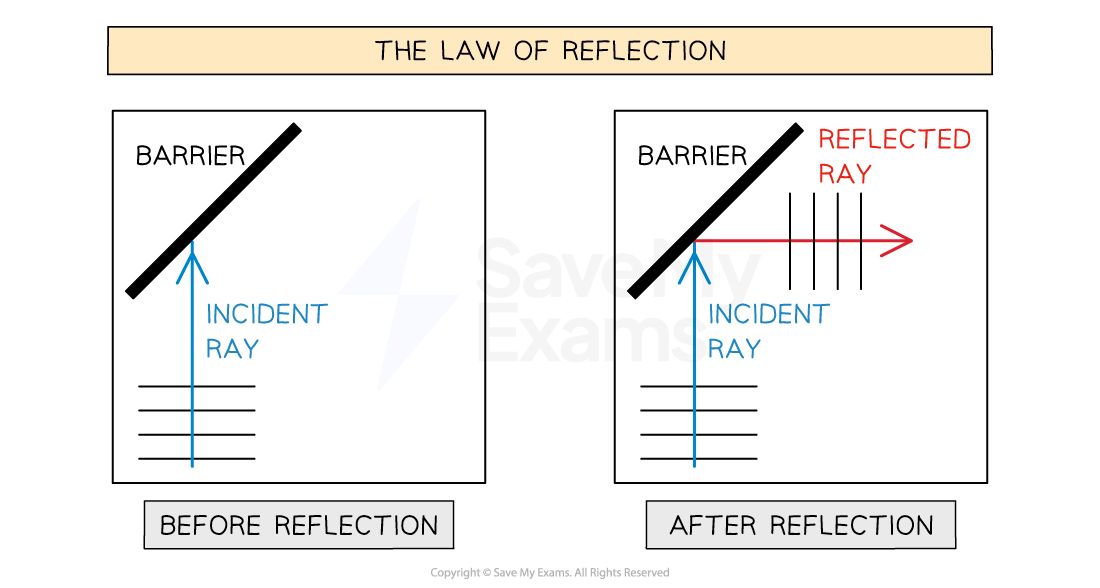 THE LAW OF REFLECTION
BARRIER
INCIDENT
RAY
BEFORE REFLECTION
BARRIER
REFLECTED
RAY
INCIDENT
RAY
AFTER REFLECTION
Save My
Exams
Copyright © Save My Exams. All Rights Reserved